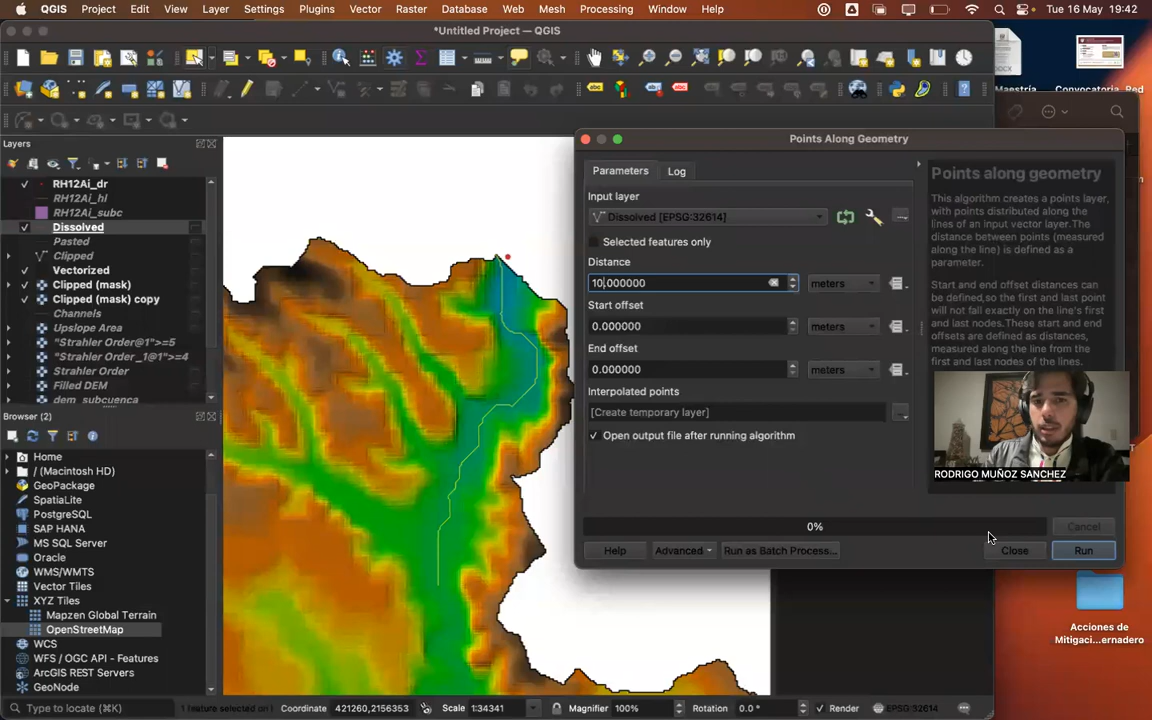 QGIS Project Edit View Layer Settings Plugins Vector Raster Database Web Mesh Processing Window Help Tue 16 May 19:42
*Untitled Project — QGIS
Maestría
Convocatoria_Red
Layers
RH12Ai_dr
RH12Ai_hl
RH12Ai_subc
Dissolved
Pasted
Clipped
Vectorized
Clipped (mask)
Clipped (mask) copy
Channels
Upslope Area
"Strahler Order@1">=5
"Strahler Order _1@1">=4
Strahler Order
Filled DEM
dem_subcuenca
Browser (2)
Home
/ (Macintosh HD)
GeoPackage
SpatiaLite
PostgreSQL
SAP HANA
MS SQL Server
Oracle
WMS/WMTS
Vector Tiles
XYZ Tiles
Mapzen Global Terrain
OpenStreetMap
WCS
WFS / OGC API - Features
ArcGIS REST Servers
GeoNode
Points Along Geometry
Parameters Log
Input layer
Dissolved [EPSG:32614]
Selected features only
Distance
10.000000 meters
Start offset
0.000000 meters
End offset
0.000000 meters
Interpolated points
[Create temporary layer]
Open output file after running algorithm
Points along geometry
This algorithm creates a points layer,
with points distributed along the
lines of an input vector layer.The
distance between points (measured
along the line) is defined as a
parameter.
Start and end offset distances can
be defined,so the first and last point
will not fall exactly on the line's first
and last nodes.These start and end
offsets are defined as distances,
measured along the line from the
first and last nodes of the lines.
RODRIGO MUÑOZ SANCHEZ
0%
Cancel
Help Advanced Run as Batch Process... Close Run
Acciones de
Mitigaci...ernadero
Type to locate (⌘K) 1 feature selected on l Coordinate 421260,2156353 Scale 1:34341 Magnifier 100% Rotation 0.0 ° Render EPSG:32614